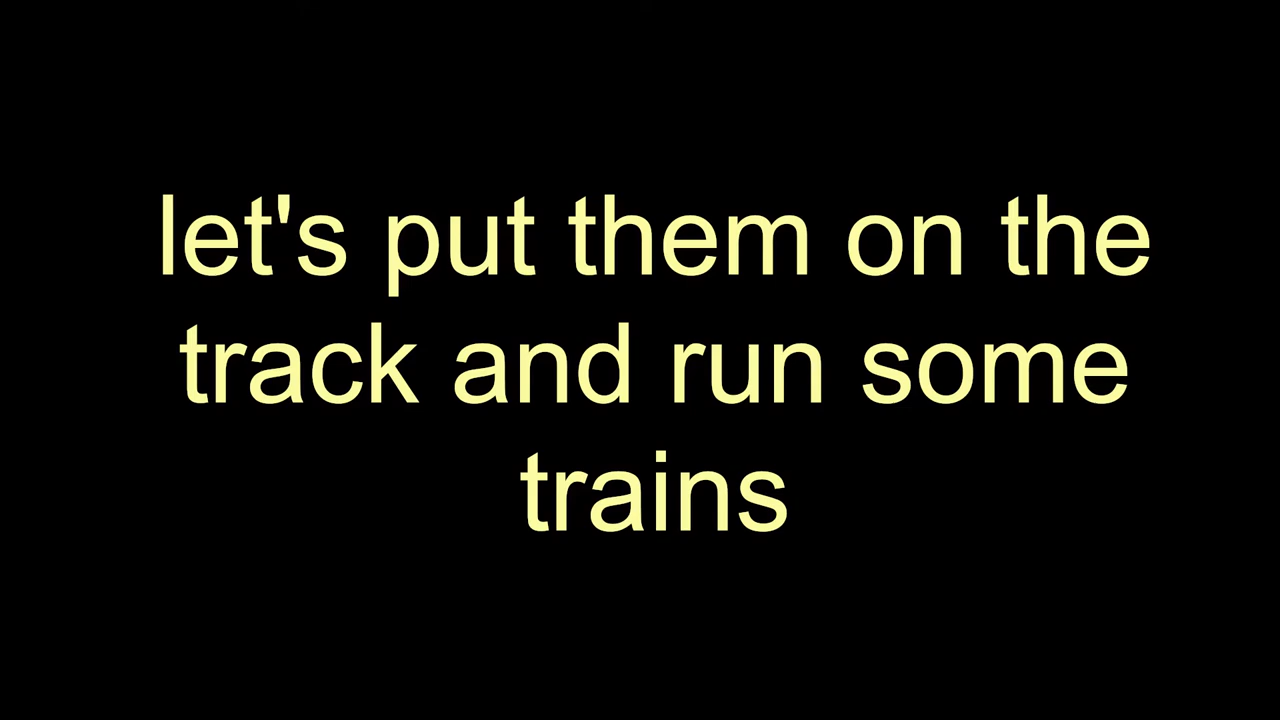 let's put them on the
track and run some
trains